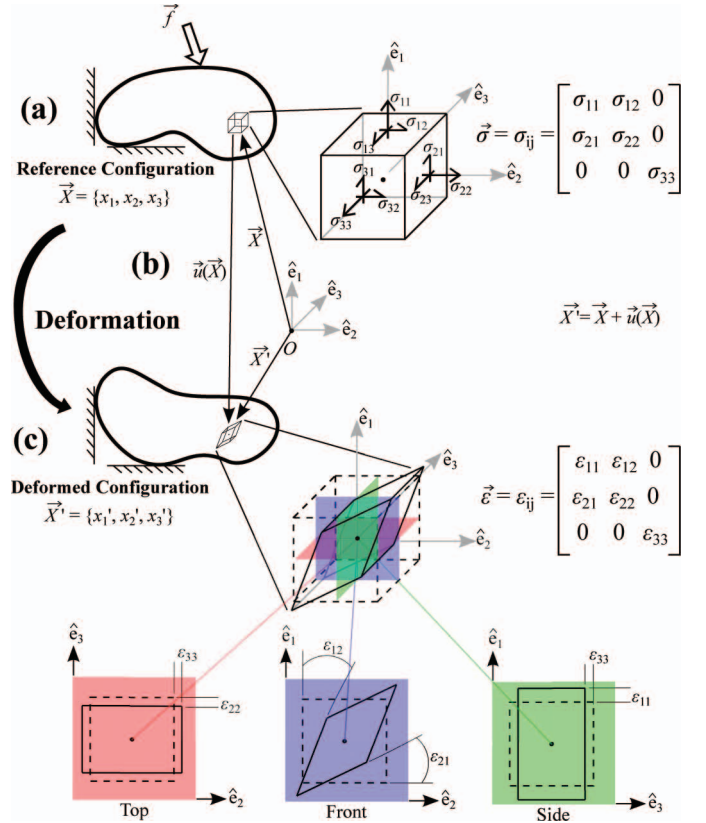 f⃗
(a)
ê₁
ê₃
ê₂
σ₁₁
σ₁₂
σ₁₃
σ₂₁
σ₃₁
σ₂₂
σ₂₃
σ₃₂
σ₃₃
σ⃗ = σᵢⱼ =
σ₁₁ σ₁₂ 0
σ₂₁ σ₂₂ 0
0 0 σ₃₃
Reference Configuration
X⃗ = {x₁, x₂, x₃}
(b)
u⃗(X⃗)
X⃗
ê₁
ê₃
ê₂
O
Deformation
X⃗'
X⃗'= X⃗ + u⃗(X⃗)
(c)
ê₁
ê₃
ê₂
Deformed Configuration
X⃗' = {x₁', x₂', x₃'}
ε⃗ = εᵢⱼ =
ε₁₁ ε₁₂ 0
ε₂₁ ε₂₂ 0
0 0 ε₃₃
ê₃
ε₃₃
ε₂₂
ê₂
Top
ê₁
ε₁₂
ε₂₁
ê₂
Front
ê₁
ε₃₃
ε₁₁
ê₃
Side